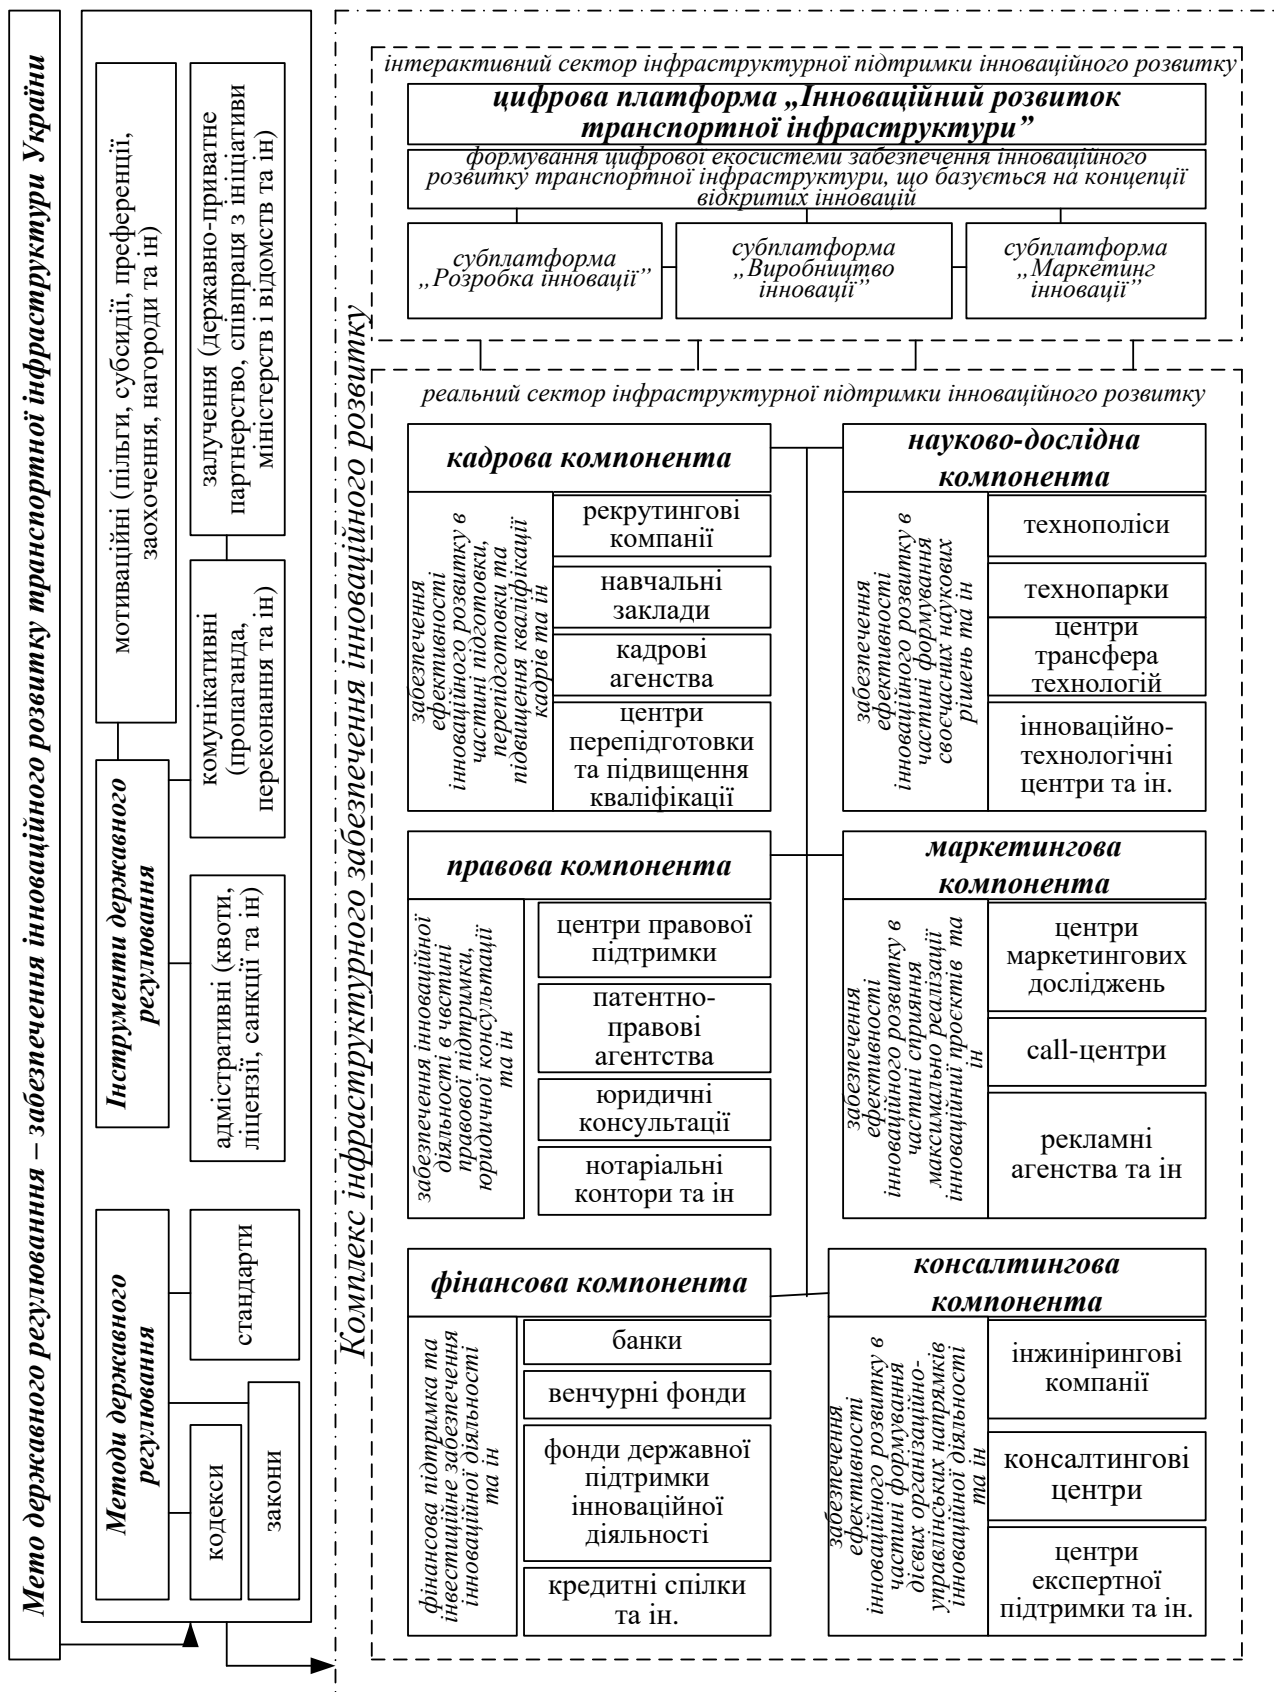 Мето державного регулювання – забезпечення інноваційного розвитку транспортної інфраструктури України
Методи державного
регулювання
кодекси
закони
стандарти
Інструменти державного
регулювання
адмістративні (квоти,
ліцензії, санкції та ін)
комунікативні
(пропаганда,
переконання та ін)
мотиваційні (пільги, субсидії, преференції,
заохочення, нагороди та ін)
залучення (державно-приватне
партнерство, співпраця з ініціативи
міністерств і відомств та ін)
Комплекс інфраструктурного забезпечення інноваційного розвитку
інтерактивний сектор інфраструктурної підтримки інноваційного розвитку
цифрова платформа „Інноваційний розвиток
транспортної інфраструктури”
формування цифрової екосистеми забезпечення інноваційного
розвитку транспортної інфраструктури, що базується на концепції
відкритих інновацій
субплатформа
„Розробка інновації”
субплатформа
„Виробництво
інновації”
субплатформа
„Маркетинг
інновації”
реальний сектор інфраструктурної підтримки інноваційного розвитку
кадрова компонента
забезпечення
ефективності
інноваційного розвитку в
частині підготовки,
перепідготовки та
підвищення кваліфікації
кадрів та ін
рекрутингові
компанії
навчальні
заклади
кадрові
агенства
центри
перепідготовки
та підвищення
кваліфікації
науково-дослідна
компонента
забезпечення
ефективності
інноваційного розвитку в
частині формування
своєчасних наукових
рішень та ін
технополіси
технопарки
центри
трансфера
технологій
інноваційно-
технологічні
центри та ін.
правова компонента
забезпечення інноваційної
діяльності в чвстині
правової підтримки,
юридичної консультації
та ін
центри правової
підтримки
патентно-
правові
агентства
юридичні
консультації
нотаріальні
контори та ін
маркетингова
компонента
забезпечення
ефективності
інноваційного розвитку в
частині сприяння
максимально реалізації
інноваційний проєктів та
ін
центри
маркетингових
досліджень
call-центри
рекламні
агенства та ін
фінансова компонента
фінансова підтримка та
інвестиційне забезпечення
інноваційної діяльності
та ін
банки
венчурні фонди
фонди державної
підтримки
інноваційної
діяльності
кредитні спілки
та ін.
консалтингова
компонента
забезпечення
ефективності
інноваційного розвитку в
частині формування
дієвих організаційно-
управлінських напрямків
інноваційної діяльності
та ін
інжинірингові
компанії
консалтингові
центри
центри
експертної
підтримки та ін.